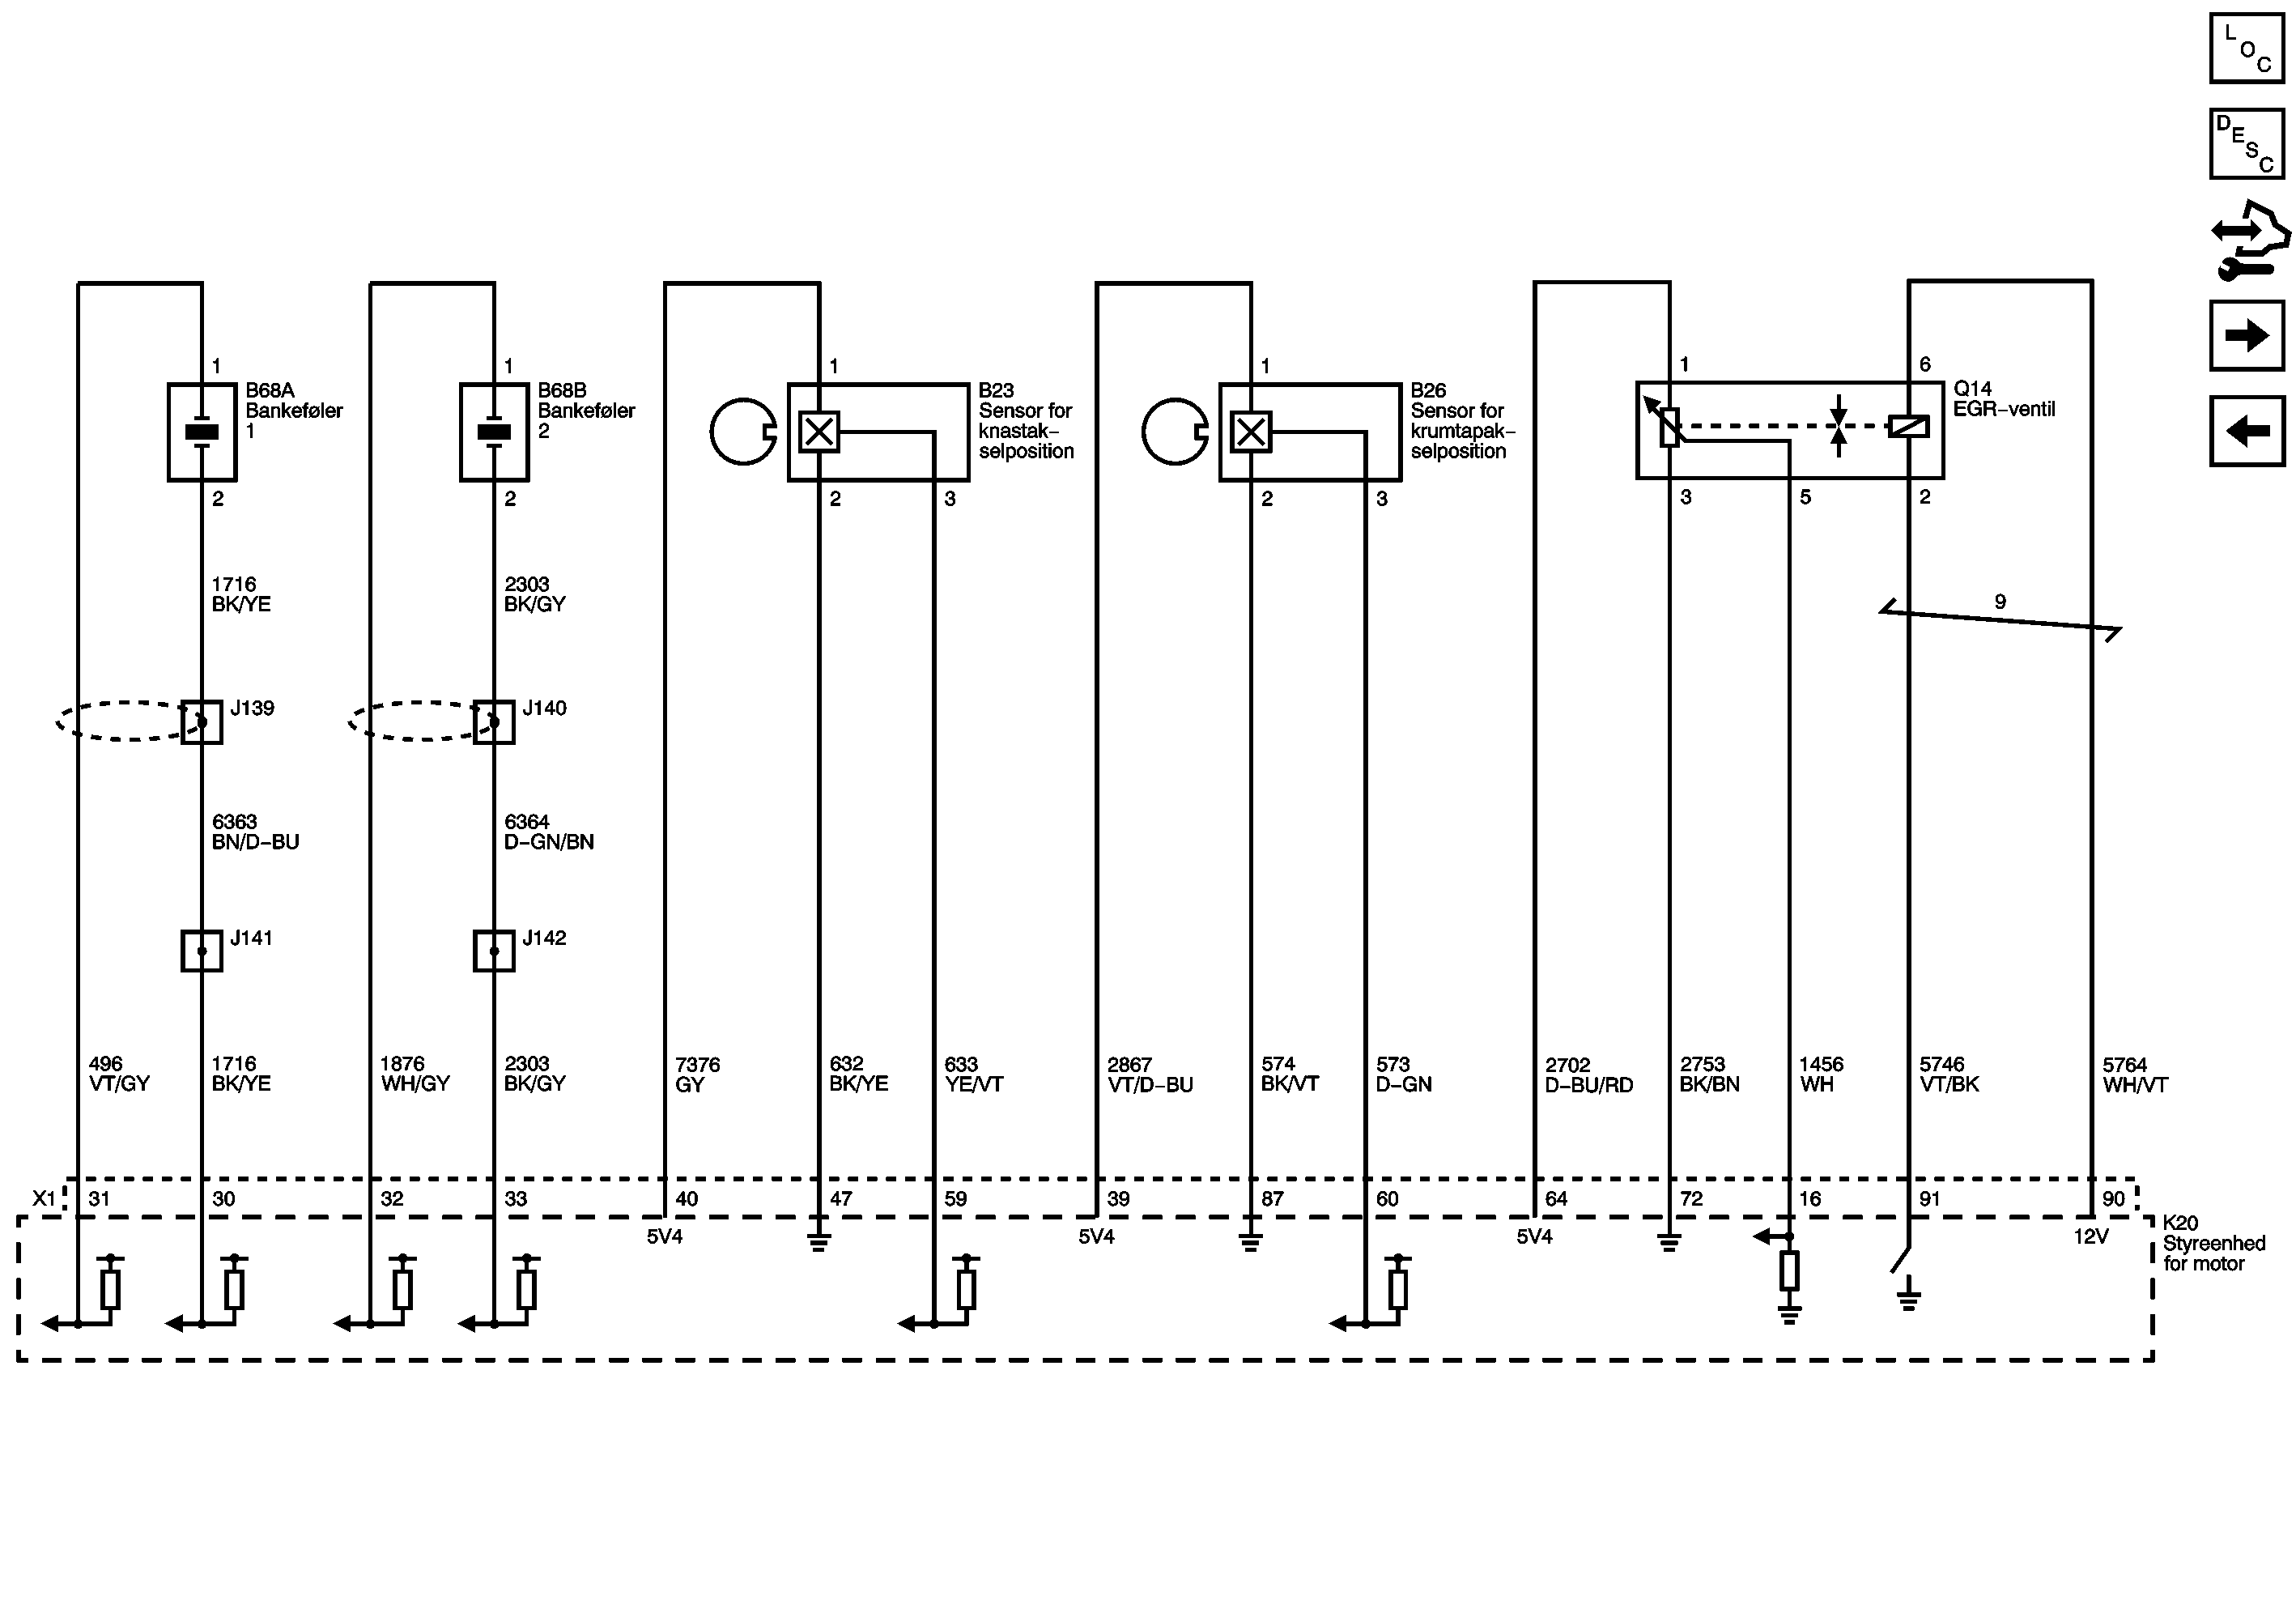 L
O
C
D
E
S
C
1
1
1
1
1
6
B68A
Bankeføler
1
B68B
Bankeføler
2
B23
Sensor for
knastak–
selposition
B26
Sensor for
krumtapak–
selposition
Q14
EGR–ventil
2
2
2
3
2
3
3
5
2
1716
BK/YE
2303
BK/GY
9
J139
J140
6363
BN/D–BU
6364
D–GN/BN
J141
J142
496
VT/GY
1716
BK/YE
1876
WH/GY
2303
BK/GY
7376
GY
632
BK/YE
633
YE/VT
2867
VT/D–BU
574
BK/VT
573
D–GN
2702
D–BU/RD
2753
BK/BN
1456
WH
5746
VT/BK
5764
WH/VT
X1
31
30
32
33
40
47
59
39
87
60
64
72
16
91
90
5V4
5V4
5V4
12V
K20
Styreenhed
for motor